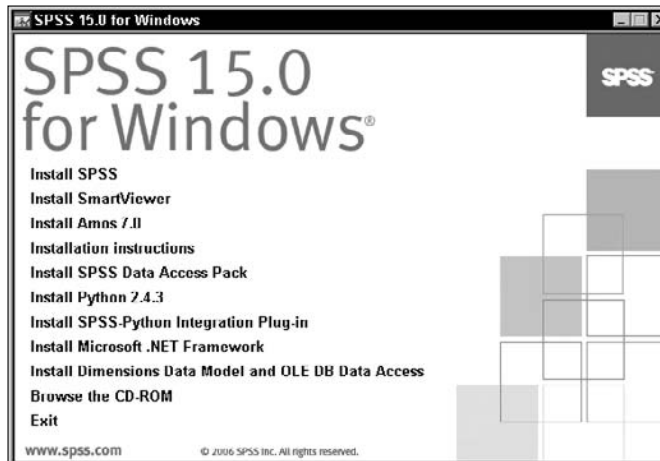 SPSS 15.0 for Windows
SPSS 15.0
for Windows®
SPSS
Install SPSS
Install SmartViewer
Install Amos 7.0
Installation instructions
Install SPSS Data Access Pack
Install Python 2.4.3
Install SPSS-Python Integration Plug-in
Install Microsoft .NET Framework
Install Dimensions Data Model and OLE DB Data Access
Browse the CD-ROM
Exit
www.spss.com © 2006 SPSS Inc. All rights reserved.